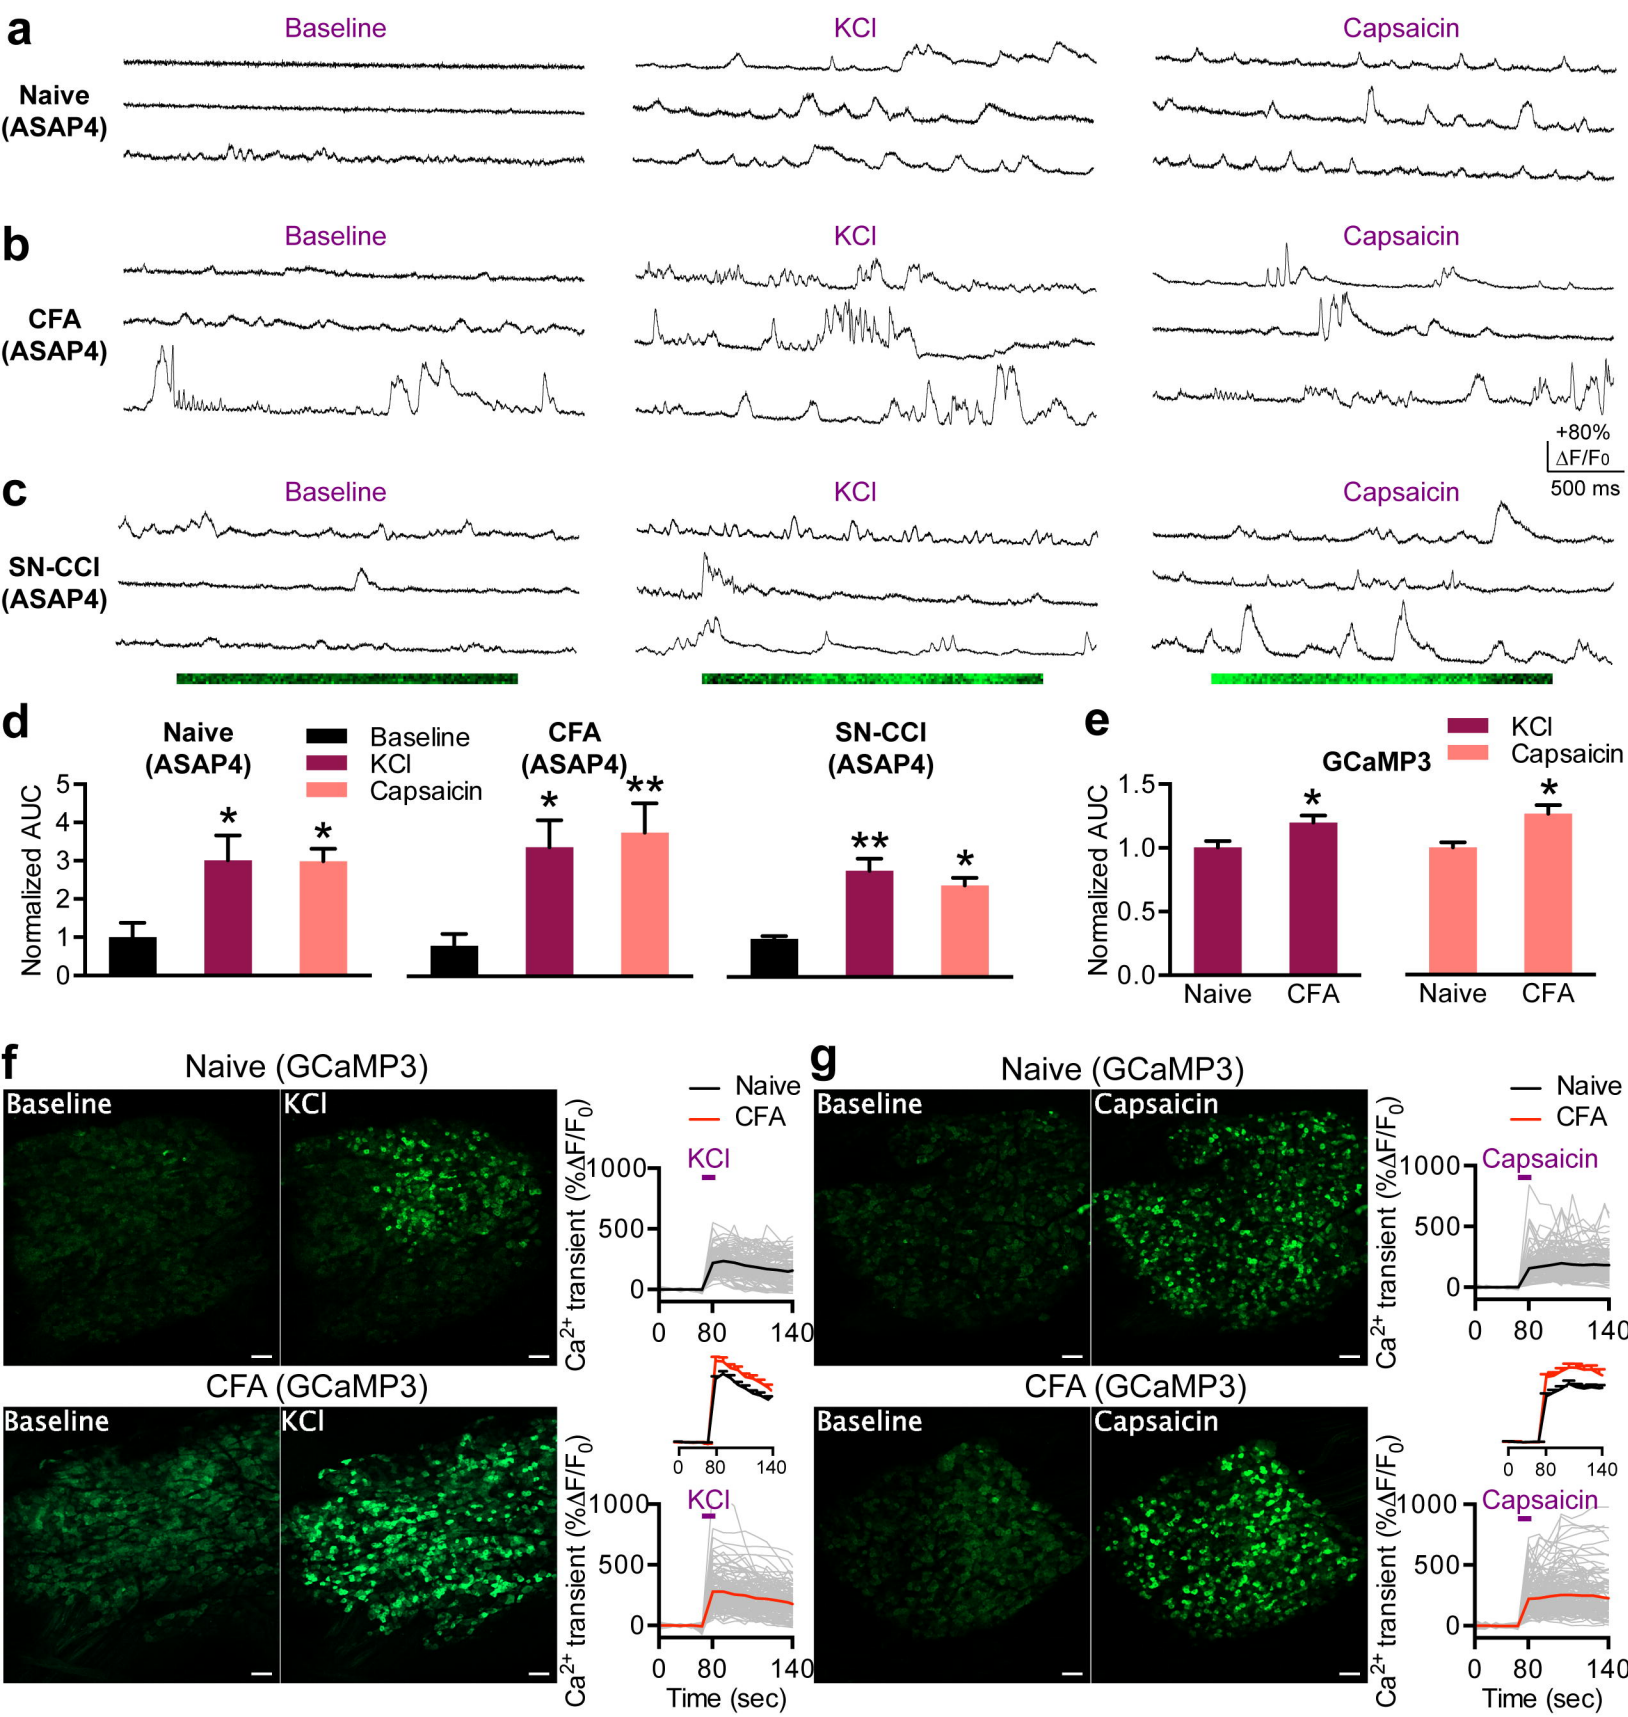 a
Baseline KCl Capsaicin
Naive
(ASAP4)
b
Baseline KCl Capsaicin
CFA
(ASAP4)
+80%
ΔF/F0
500 ms
c
Baseline KCl Capsaicin
SN-CCI
(ASAP4)
d
Naive
(ASAP4)
Baseline
KCl
Capsaicin
CFA
(ASAP4)
SN-CCI
(ASAP4)
Normalized AUC
5
4
3
2
1
0
* *
* **
** *
e
KCl
Capsaicin
GCaMP3
Normalized AUC
1.5
1.0
0.5
0.0
* *
Naive CFA Naive CFA
f
Naive (GCaMP3)
Baseline KCl
Naive
CFA
Ca2+ transient (%ΔF/F0)
KCl
1000
500
0
0 80 140
CFA (GCaMP3)
Baseline KCl
0 80 140
Ca2+ transient (%ΔF/F0)
KCl
1000
500
0
0 80 140
Time (sec)
g
Naive (GCaMP3)
Baseline Capsaicin
Naive
CFA
Ca2+ transient (%ΔF/F0)
Capsaicin
1000
500
0
0 80 140
CFA (GCaMP3)
Baseline Capsaicin
0 80 140
Ca2+ transient (%ΔF/F0)
Capsaicin
1000
500
0
0 80 140
Time (sec)